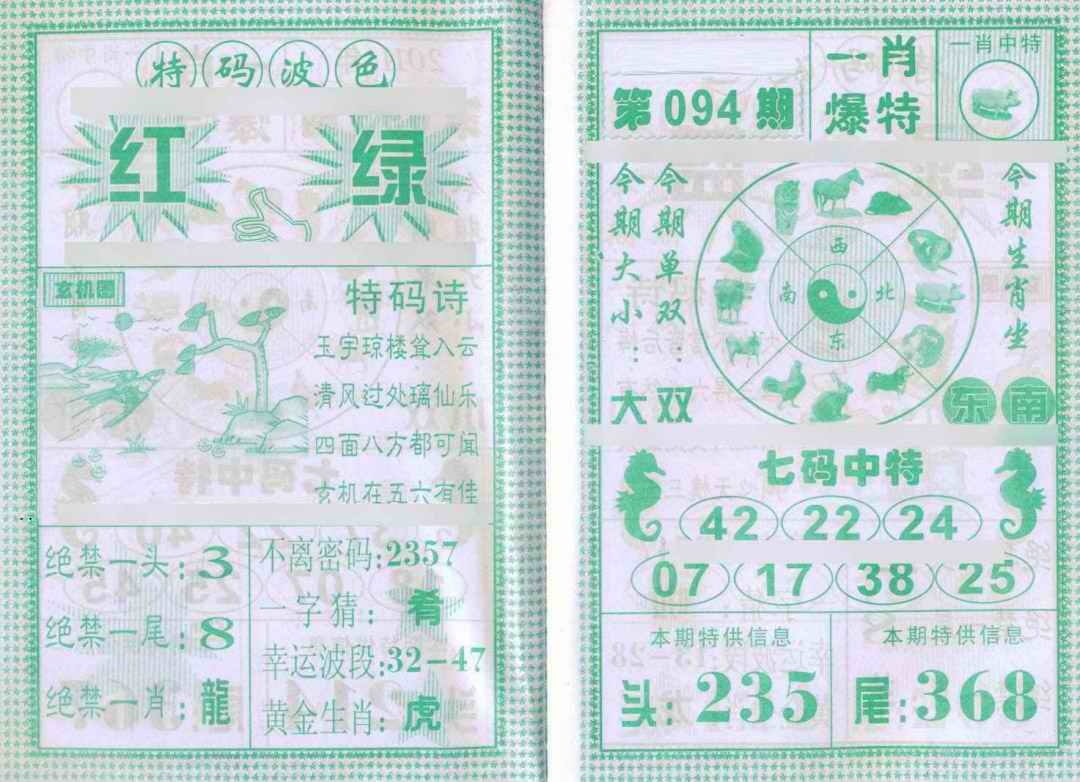 特码波色
红 绿
玄机图
特码诗
玉宇琼楼耸入云
清风过处璃仙乐
四面八方都可闻
玄机在五六有佳
绝禁一头:3
绝禁一尾:8
绝禁一肖:龍
不离密码:2357
一字猜:肴
幸运波段:32-47
黄金生肖:虎
第094期
一肖
爆特
一肖中特
今期大小:大
今期单双:双
西
南 北
东
今期生肖坐
东南
七码中特
42 22 24
07 17 38 25
本期特供信息
头:235
本期特供信息
尾:368